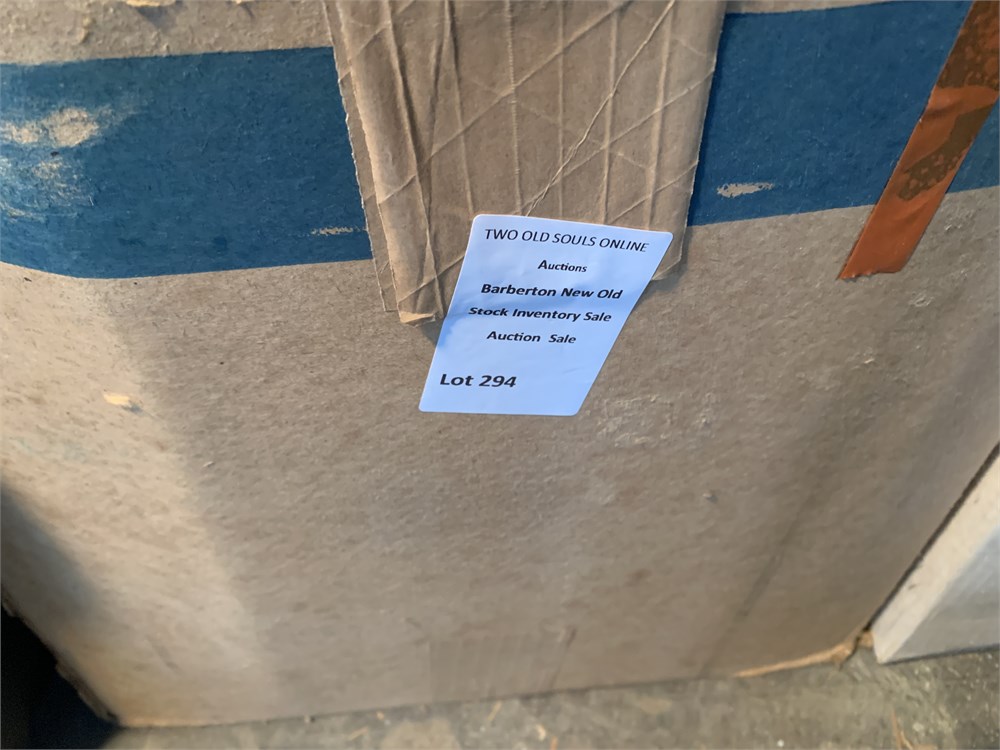 TWO OLD SOULS ONLINE
Auctions
Barberton New Old
Stock Inventory Sale
Auction Sale
Lot 294